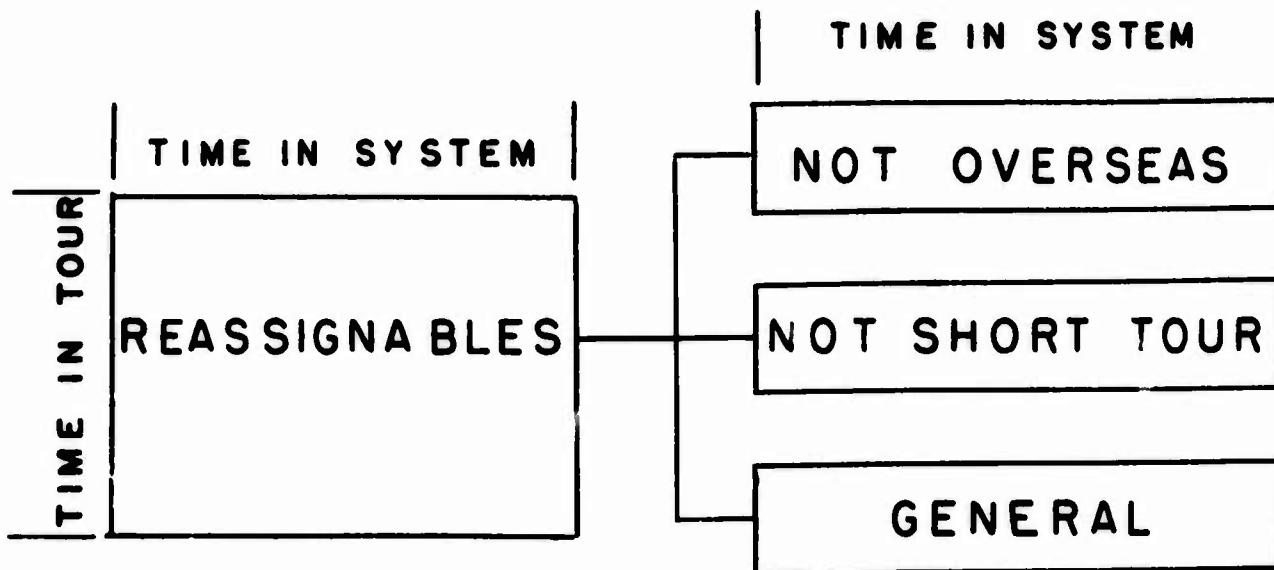 TIME IN SYSTEM
TIME IN SYSTEM
TIME IN TOUR
REASSIGNABLES
NOT OVERSEAS
NOT SHORT TOUR
GENERAL